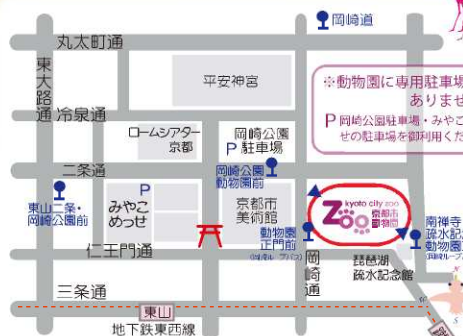 岡崎道
丸太町通
東大路通
平安神宮
※動物園に専用駐車場
ありませ
P 岡崎公園駐車場・みやこ
せの駐車場を御利用くだ
冷泉通
ロームシアター
京都
岡崎公園
P 駐車場
二条通
岡崎公園
動物園前
東山二条・
岡崎公園前
P
みやこ
めっせ
京都市
美術館
kyoto city zoo
Zoo 京都市
動物園
動物園
正門前
岡崎通
南禅寺
疏水記
動物園
仁王門通
琵琶湖
疏水記念館
三条通
東山
地下鉄東西線